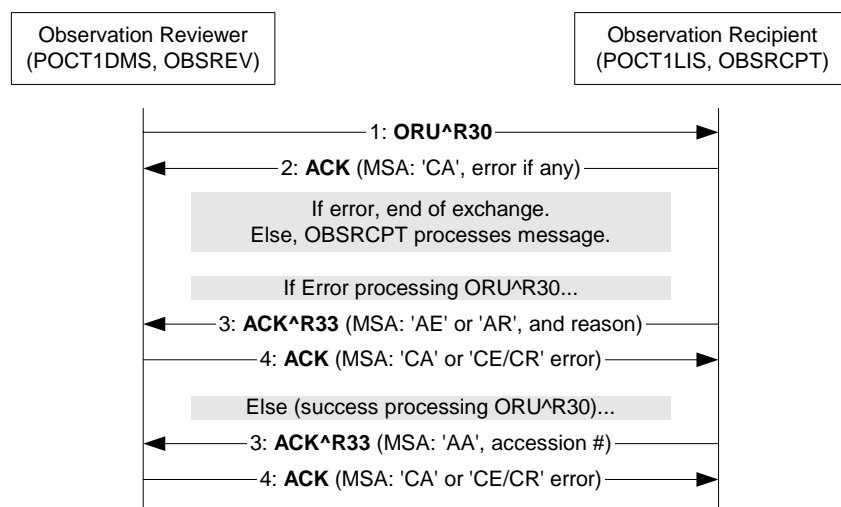 Observation Reviewer
(POCT1DMS, OBSREV)
Observation Recipient
(POCT1LIS, OBSRCPT)
1: ORU^R30
2: ACK (MSA: 'CA', error if any)
If error, end of exchange.
Else, OBSRCPT processes message.
If Error processing ORU^R30...
3: ACK^R33 (MSA: 'AE' or 'AR', and reason)
4: ACK (MSA: 'CA' or 'CE/CR' error)
Else (success processing ORU^R30)...
3: ACK^R33 (MSA: 'AA', accession #)
4: ACK (MSA: 'CA' or 'CE/CR' error)